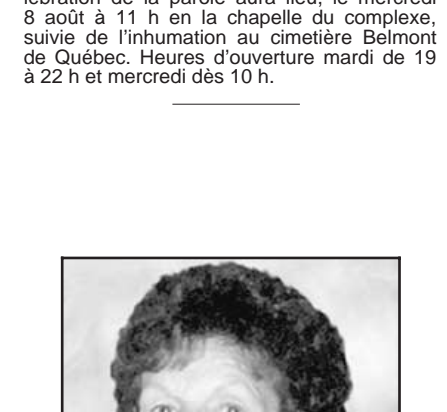 lébration de la parole aura lieu, le mercredi
8 août à 11 h en la chapelle du complexe,
suivie de l’inhumation au cimetière Belmont
de Québec. Heures d’ouverture mardi de 19
à 22 h et mercredi dès 10 h.